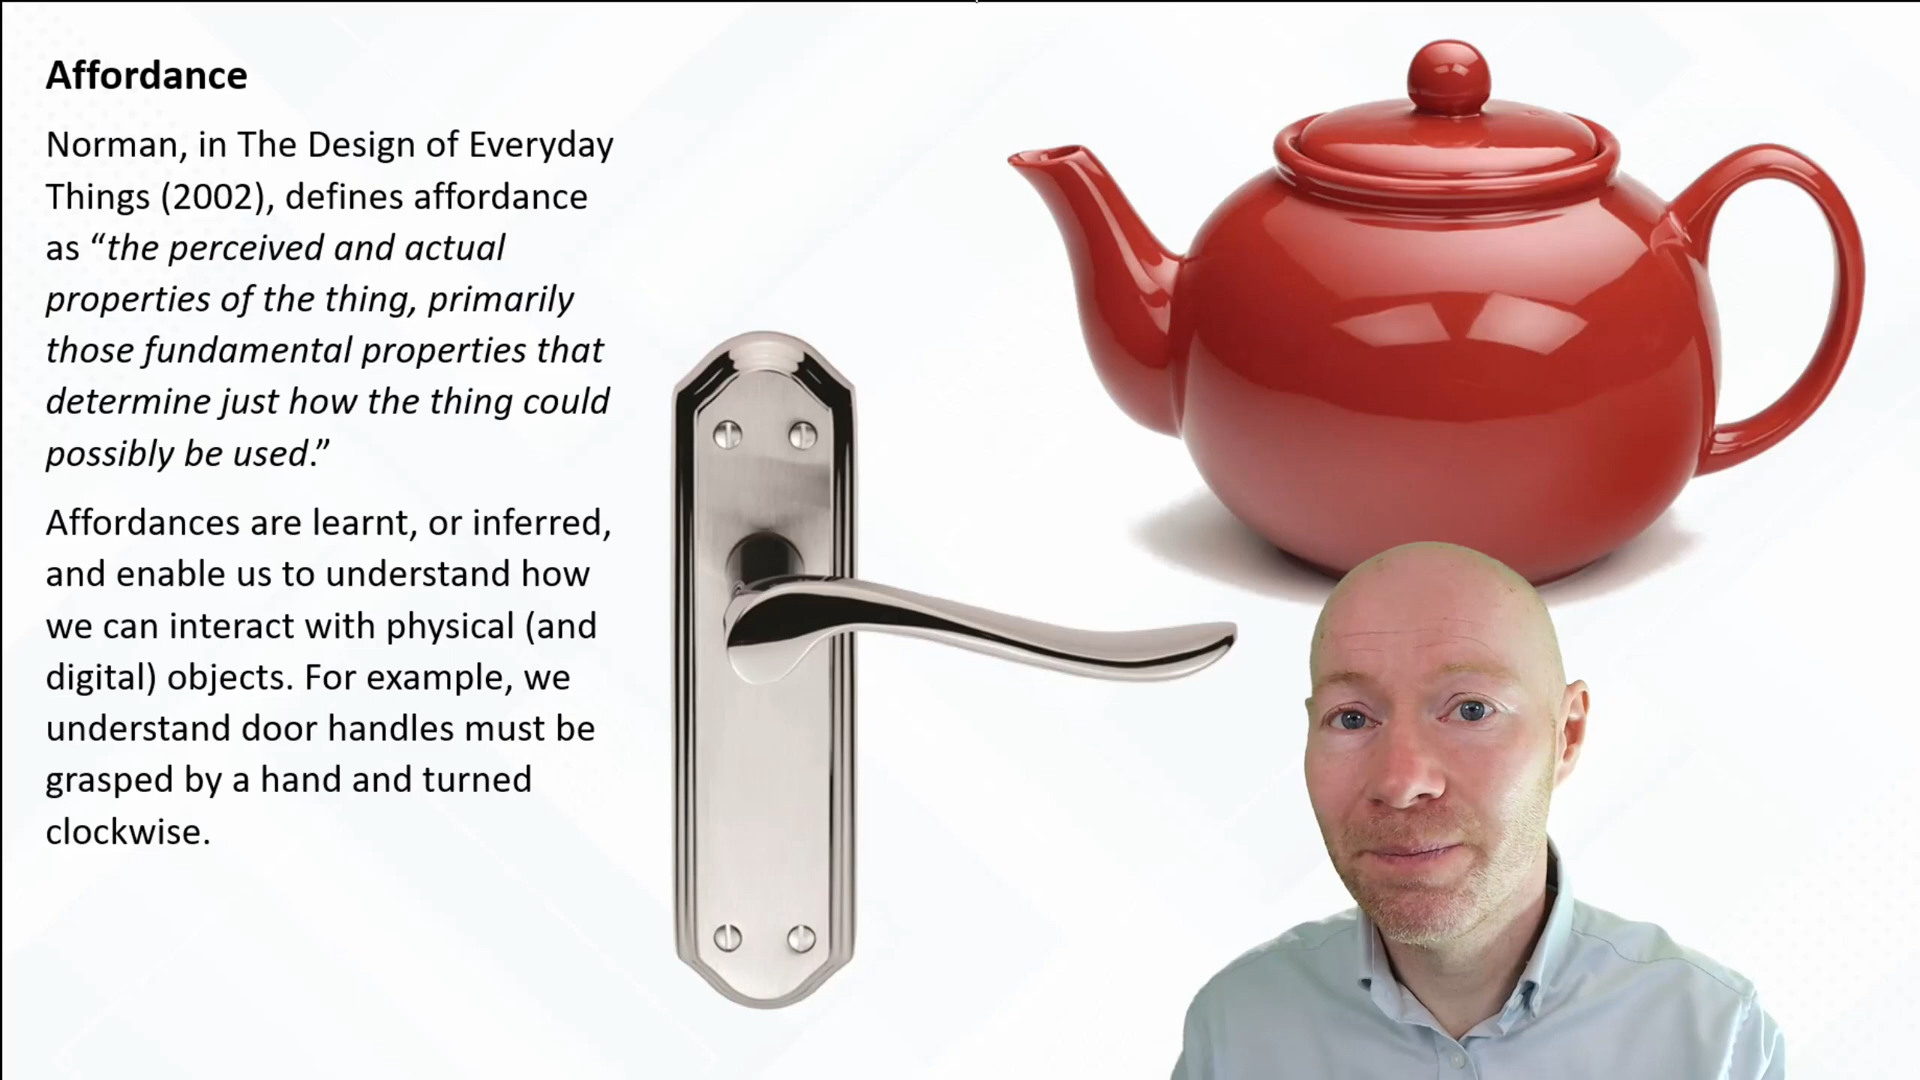 Affordance
Norman, in The Design of Everyday
Things (2002), defines affordance
as “the perceived and actual
properties of the thing, primarily
those fundamental properties that
determine just how the thing could
possibly be used.”
Affordances are learnt, or inferred,
and enable us to understand how
we can interact with physical (and
digital) objects. For example, we
understand door handles must be
grasped by a hand and turned
clockwise.